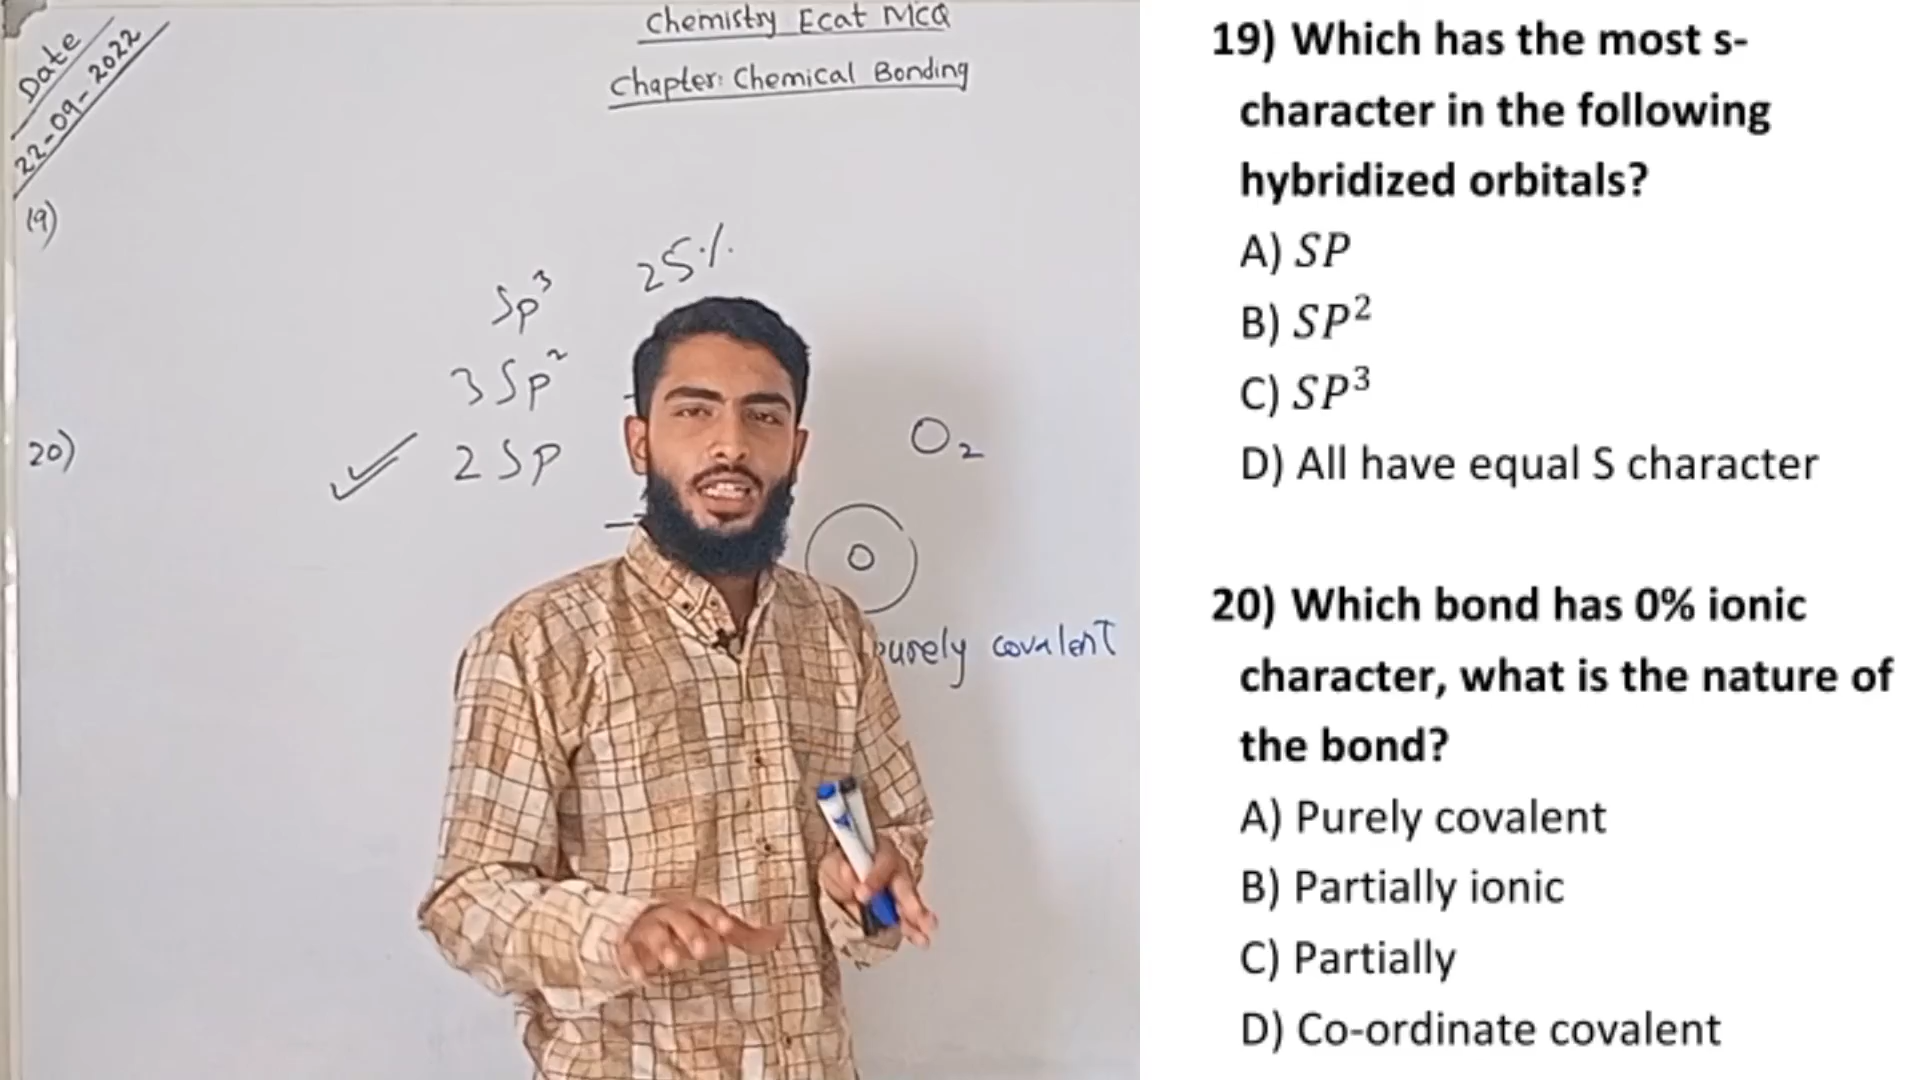 Date
22-09-2022
Chemistry Ecat MCQ
Chapter: Chemical Bonding
19)
25%
Sp³
3Sp²
2Sp
20)
O₂
O
purely covalent
19) Which has the most s-
character in the following
hybridized orbitals?
A) SP
B) SP²
C) SP³
D) All have equal S character
20) Which bond has 0% ionic
character, what is the nature of
the bond?
A) Purely covalent
B) Partially ionic
C) Partially
D) Co-ordinate covalent